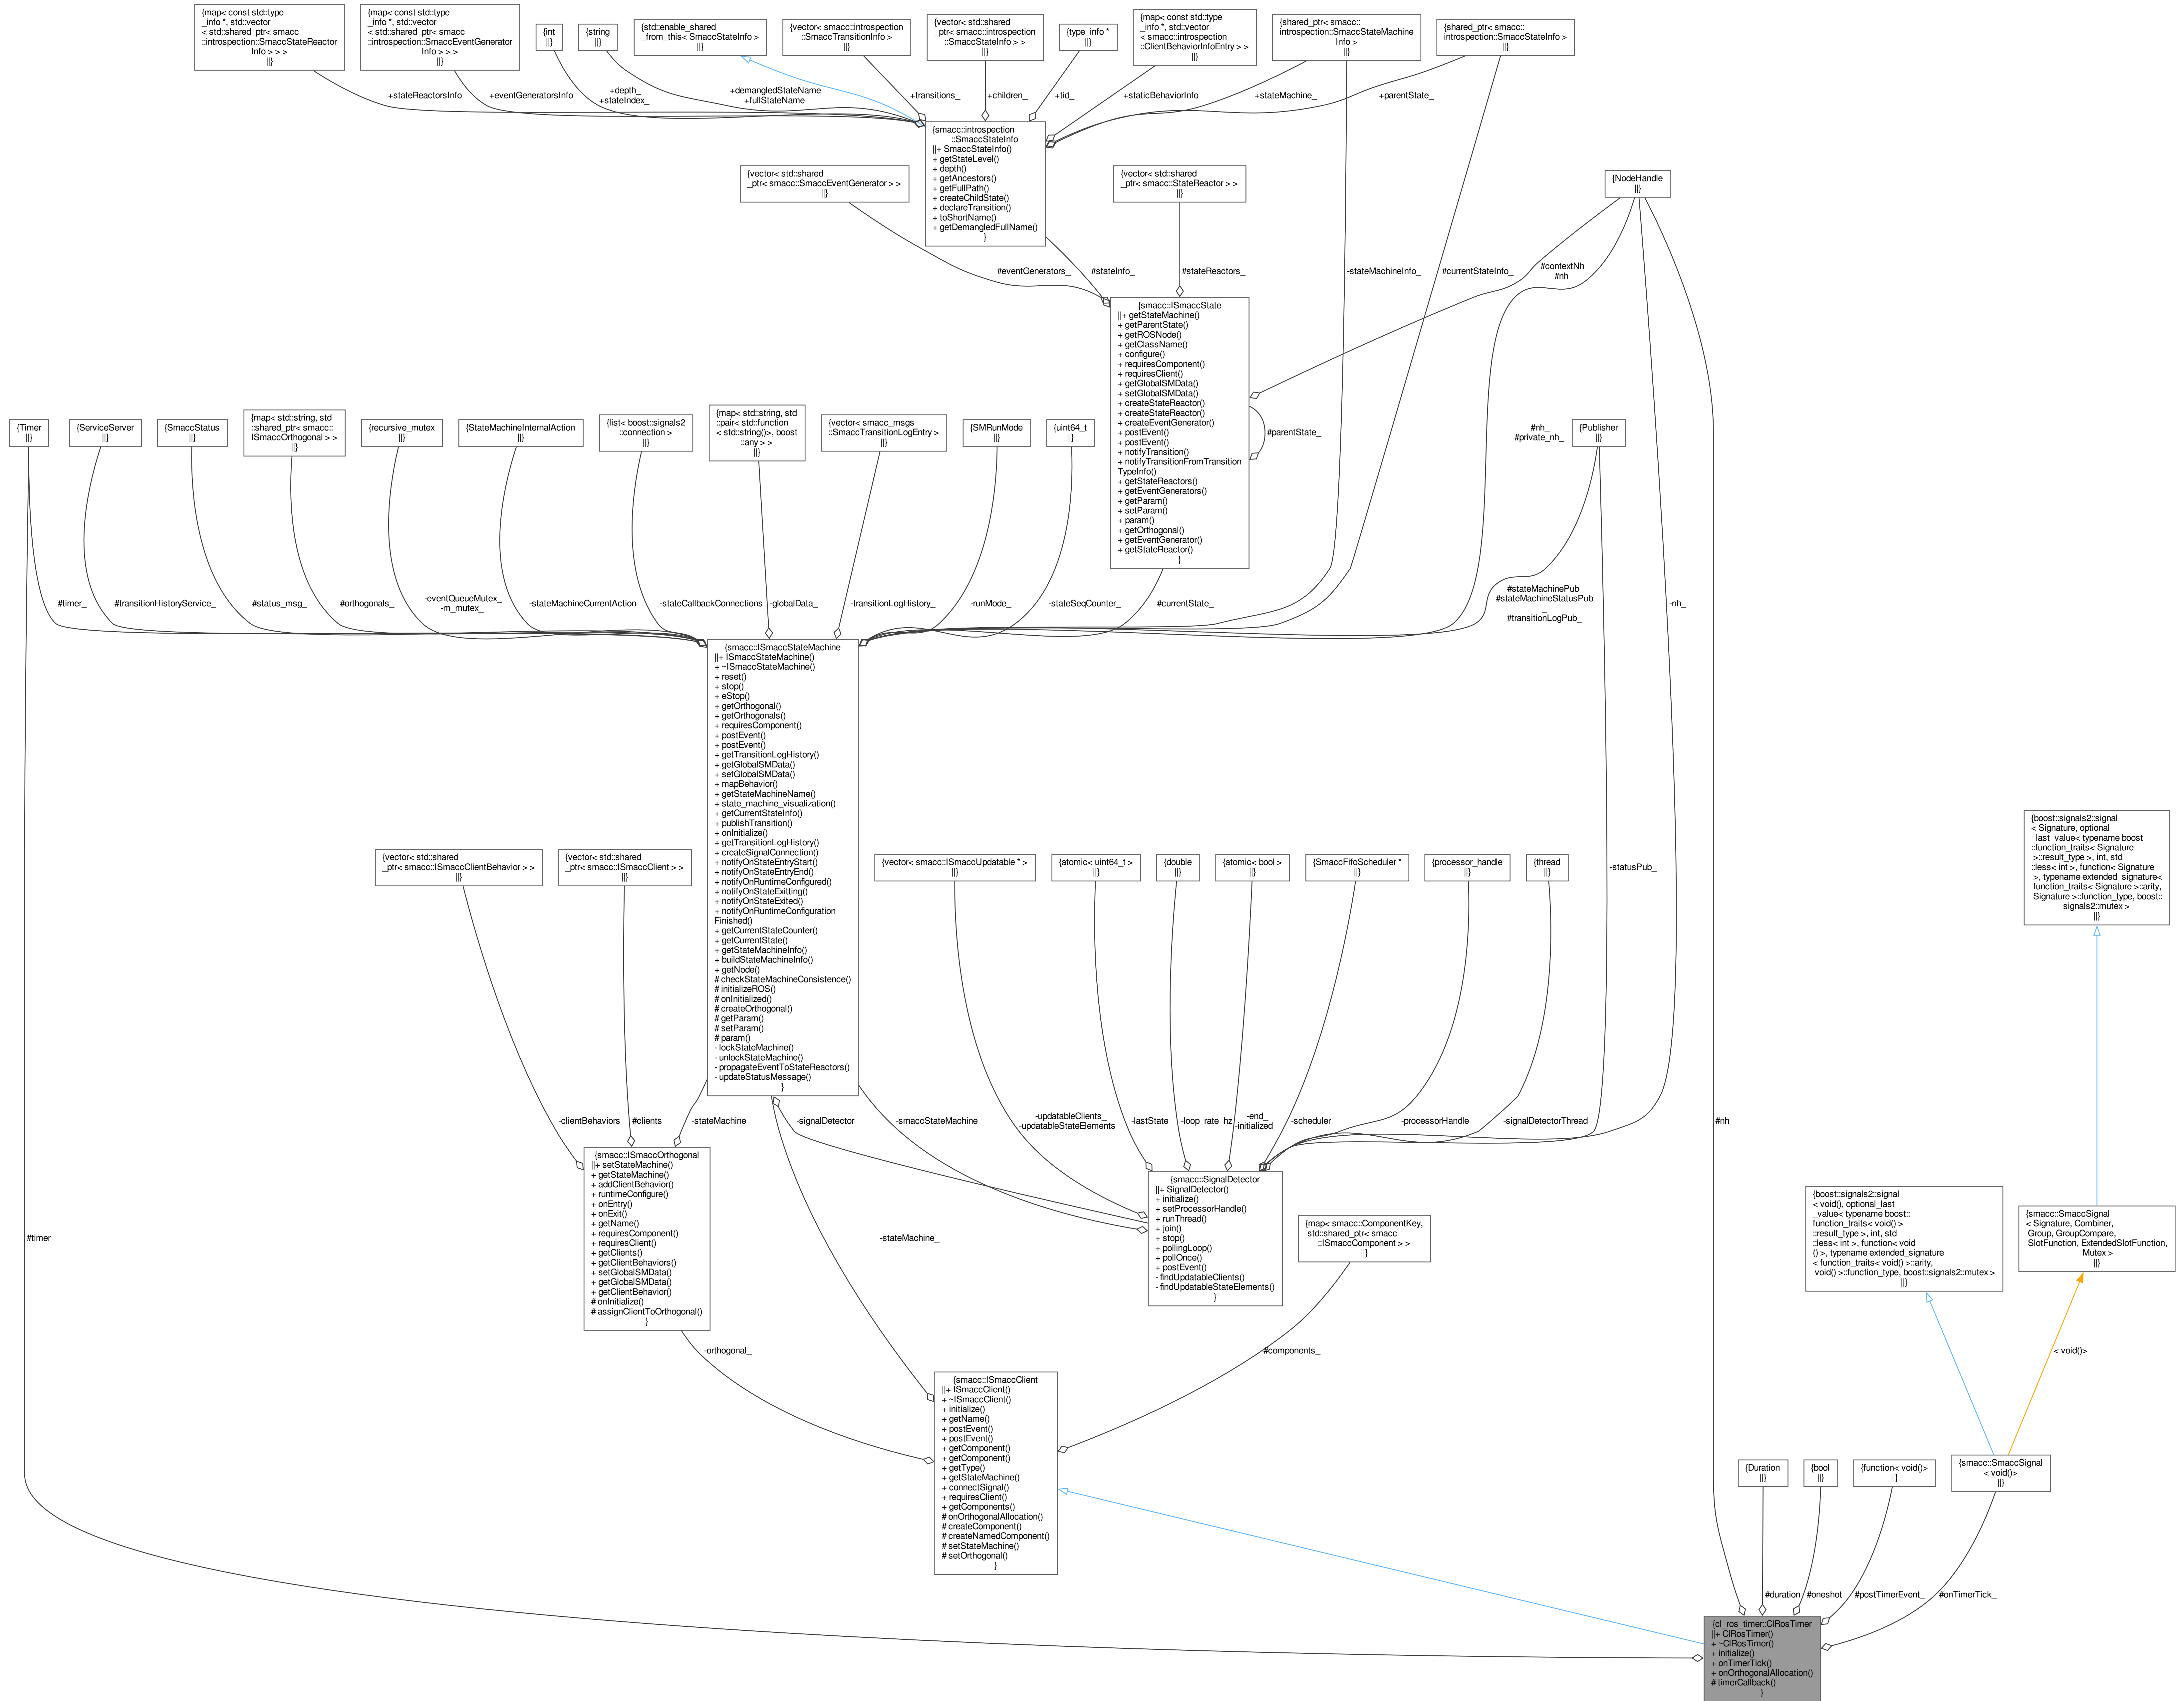 {map< const std::type
_info *, std::vector
< std::shared_ptr< smacc
::introspection::SmaccStateReactor
Info > > >
||}
{map< const std::type
_info *, std::vector
< std::shared_ptr< smacc
::introspection::SmaccEventGenerator
Info > > >
||}
{int
||}
{string
||}
{std::enable_shared
_from_this< SmaccStateInfo >
||}
{vector< smacc::introspection
::SmaccTransitionInfo >
||}
{vector< std::shared
_ptr< smacc::introspection
::SmaccStateInfo > >
||}
{type_info *
||}
{map< const std::type
_info *, std::vector
< smacc::introspection
::ClientBehaviorInfoEntry > >
||}
{shared_ptr< smacc::
introspection::SmaccStateMachine
Info >
||}
{shared_ptr< smacc::
introspection::SmaccStateInfo >
||}
+stateReactorsInfo
+eventGeneratorsInfo
+depth_
+stateIndex_
+demangledStateName
+fullStateName
+transitions_
+children_
+tid_
+staticBehaviorInfo
+stateMachine_
+parentState_
{smacc::introspection
::SmaccStateInfo
||+ SmaccStateInfo()
+ getStateLevel()
+ depth()
+ getAncestors()
+ getFullPath()
+ createChildState()
+ declareTransition()
+ toShortName()
+ getDemangledFullName()
}
{vector< std::shared
_ptr< smacc::SmaccEventGenerator > >
||}
{vector< std::shared
_ptr< smacc::StateReactor > >
||}
{NodeHandle
||}
#eventGenerators_
#stateInfo_
#stateReactors_
-stateMachineInfo_
#currentStateInfo_
#contextNh
#nh
{smacc::ISmaccState
||+ getStateMachine()
+ getParentState()
+ getROSNode()
+ getClassName()
+ configure()
+ requiresComponent()
+ requiresClient()
+ getGlobalSMData()
+ setGlobalSMData()
+ createStateReactor()
+ createStateReactor()
+ createEventGenerator()
+ postEvent()
+ postEvent()
+ notifyTransition()
+ notifyTransitionFromTransition
TypeInfo()
+ getStateReactors()
+ getEventGenerators()
+ getParam()
+ setParam()
+ param()
+ getOrthogonal()
+ getEventGenerator()
+ getStateReactor()
}
#parentState_
#nh_
#private_nh_
{Timer
||}
{ServiceServer
||}
{SmaccStatus
||}
{map< std::string, std
::shared_ptr< smacc::
ISmaccOrthogonal > >
||}
{recursive_mutex
||}
{StateMachineInternalAction
||}
{list< boost::signals2
::connection >
||}
{map< std::string, std
::pair< std::function
< std::string()>, boost
::any > >
||}
{vector< smacc_msgs
::SmaccTransitionLogEntry >
||}
{SMRunMode
||}
{uint64_t
||}
{Publisher
||}
#timer_
#transitionHistoryService_
#status_msg_
#orthogonals_
-eventQueueMutex_
-m_mutex_
-stateMachineCurrentAction
-stateCallbackConnections
-globalData_
-transitionLogHistory_
-runMode_
-stateSeqCounter_
#currentState_
#stateMachinePub_
#stateMachineStatusPub
_
#transitionLogPub_
-nh_
{smacc::ISmaccStateMachine
||+ ISmaccStateMachine()
+ ~ISmaccStateMachine()
+ reset()
+ stop()
+ eStop()
+ getOrthogonal()
+ getOrthogonals()
+ requiresComponent()
+ postEvent()
+ postEvent()
+ getTransitionLogHistory()
+ getGlobalSMData()
+ setGlobalSMData()
+ mapBehavior()
+ getStateMachineName()
+ state_machine_visualization()
+ getCurrentStateInfo()
+ publishTransition()
+ onInitialize()
+ getTransitionLogHistory()
+ createSignalConnection()
+ notifyOnStateEntryStart()
+ notifyOnStateEntryEnd()
+ notifyOnRuntimeConfigured()
+ notifyOnStateExitting()
+ notifyOnStateExited()
+ notifyOnRuntimeConfiguration
Finished()
+ getCurrentStateCounter()
+ getCurrentState()
+ getStateMachineInfo()
+ buildStateMachineInfo()
+ getNode()
# checkStateMachineConsistence()
# initializeROS()
# onInitialized()
# createOrthogonal()
# getParam()
# setParam()
# param()
- lockStateMachine()
- unlockStateMachine()
- propagateEventToStateReactors()
- updateStatusMessage()
}
{vector< std::shared
_ptr< smacc::ISmaccClientBehavior > >
||}
{vector< std::shared
_ptr< smacc::ISmaccClient > >
||}
{vector< smacc::ISmaccUpdatable * >
||}
{atomic< uint64_t >
||}
{double
||}
{atomic< bool >
||}
{SmaccFifoScheduler *
||}
{processor_handle
||}
{thread
||}
-statusPub_
{boost::signals2::signal
< Signature, optional
_last_value< typename boost
::function_traits< Signature
>::result_type >, int, std
::less< int >, function< Signature
>, typename extended_signature<
function_traits< Signature >::arity,
Signature >::function_type, boost::
signals2::mutex >
||}
-clientBehaviors_
#clients_
-stateMachine_
-signalDetector_
-smaccStateMachine_
-updatableClients_
-updatableStateElements_
-lastState_
-loop_rate_hz
-end_
-initialized_
-scheduler_
-processorHandle_
-signalDetectorThread_
#nh_
{smacc::ISmaccOrthogonal
||+ setStateMachine()
+ getStateMachine()
+ addClientBehavior()
+ runtimeConfigure()
+ onEntry()
+ onExit()
+ getName()
+ requiresComponent()
+ requiresClient()
+ getClients()
+ getClientBehaviors()
+ setGlobalSMData()
+ getGlobalSMData()
+ getClientBehavior()
# onInitialize()
# assignClientToOrthogonal()
}
{smacc::SignalDetector
||+ SignalDetector()
+ initialize()
+ setProcessorHandle()
+ runThread()
+ join()
+ stop()
+ pollingLoop()
+ pollOnce()
+ postEvent()
- findUpdatableClients()
- findUpdatableStateElements()
}
{map< smacc::ComponentKey,
std::shared_ptr< smacc
::ISmaccComponent > >
||}
{boost::signals2::signal
< void(), optional_last
_value< typename boost::
function_traits< void() >
::result_type >, int, std
::less< int >, function< void
() >, typename extended_signature
< function_traits< void() >::arity,
void() >::function_type, boost::signals2::mutex >
||}
{smacc::SmaccSignal
< Signature, Combiner,
Group, GroupCompare,
SlotFunction, ExtendedSlotFunction,
Mutex >
||}
#timer
-stateMachine_
-orthogonal_
#components_
< void()>
{smacc::ISmaccClient
||+ ISmaccClient()
+ ~ISmaccClient()
+ initialize()
+ getName()
+ postEvent()
+ postEvent()
+ getComponent()
+ getComponent()
+ getType()
+ getStateMachine()
+ connectSignal()
+ requiresClient()
+ getComponents()
# onOrthogonalAllocation()
# createComponent()
# createNamedComponent()
# setStateMachine()
# setOrthogonal()
}
{Duration
||}
{bool
||}
{function< void()>
||}
{smacc::SmaccSignal
< void()>
||}
#duration
#oneshot
#postTimerEvent_
#onTimerTick_
{cl_ros_timer::ClRosTimer
||+ ClRosTimer()
+ ~ClRosTimer()
+ initialize()
+ onTimerTick()
+ onOrthogonalAllocation()
# timerCallback()
}